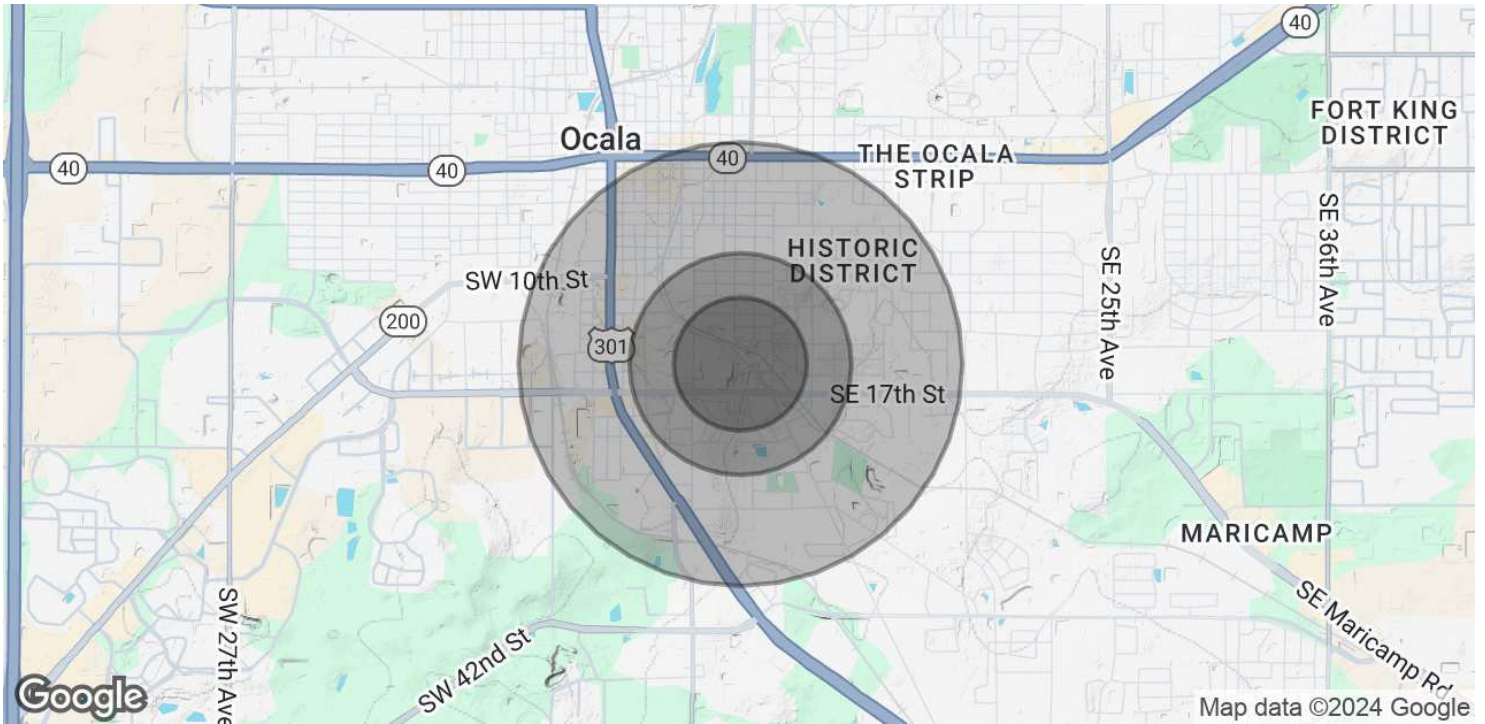 40
FORT KING
DISTRICT
Ocala
40
40
40
THE OCALA
STRIP
SE 36th Ave
HISTORIC
DISTRICT
SW 10th St
SE 25th Ave
200
301
SE 17th St
MARICAMP
SW 27th Ave
SW 42nd St
SE Maricamp Rd
Google
Map data ©2024 Google